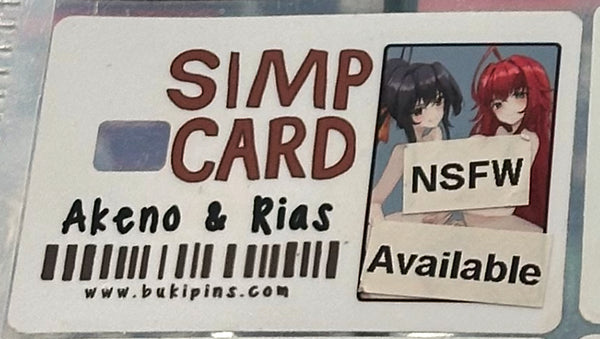 SIMP
CARD
Akeno & Rias
www.bukipins.com
NSFW
Available